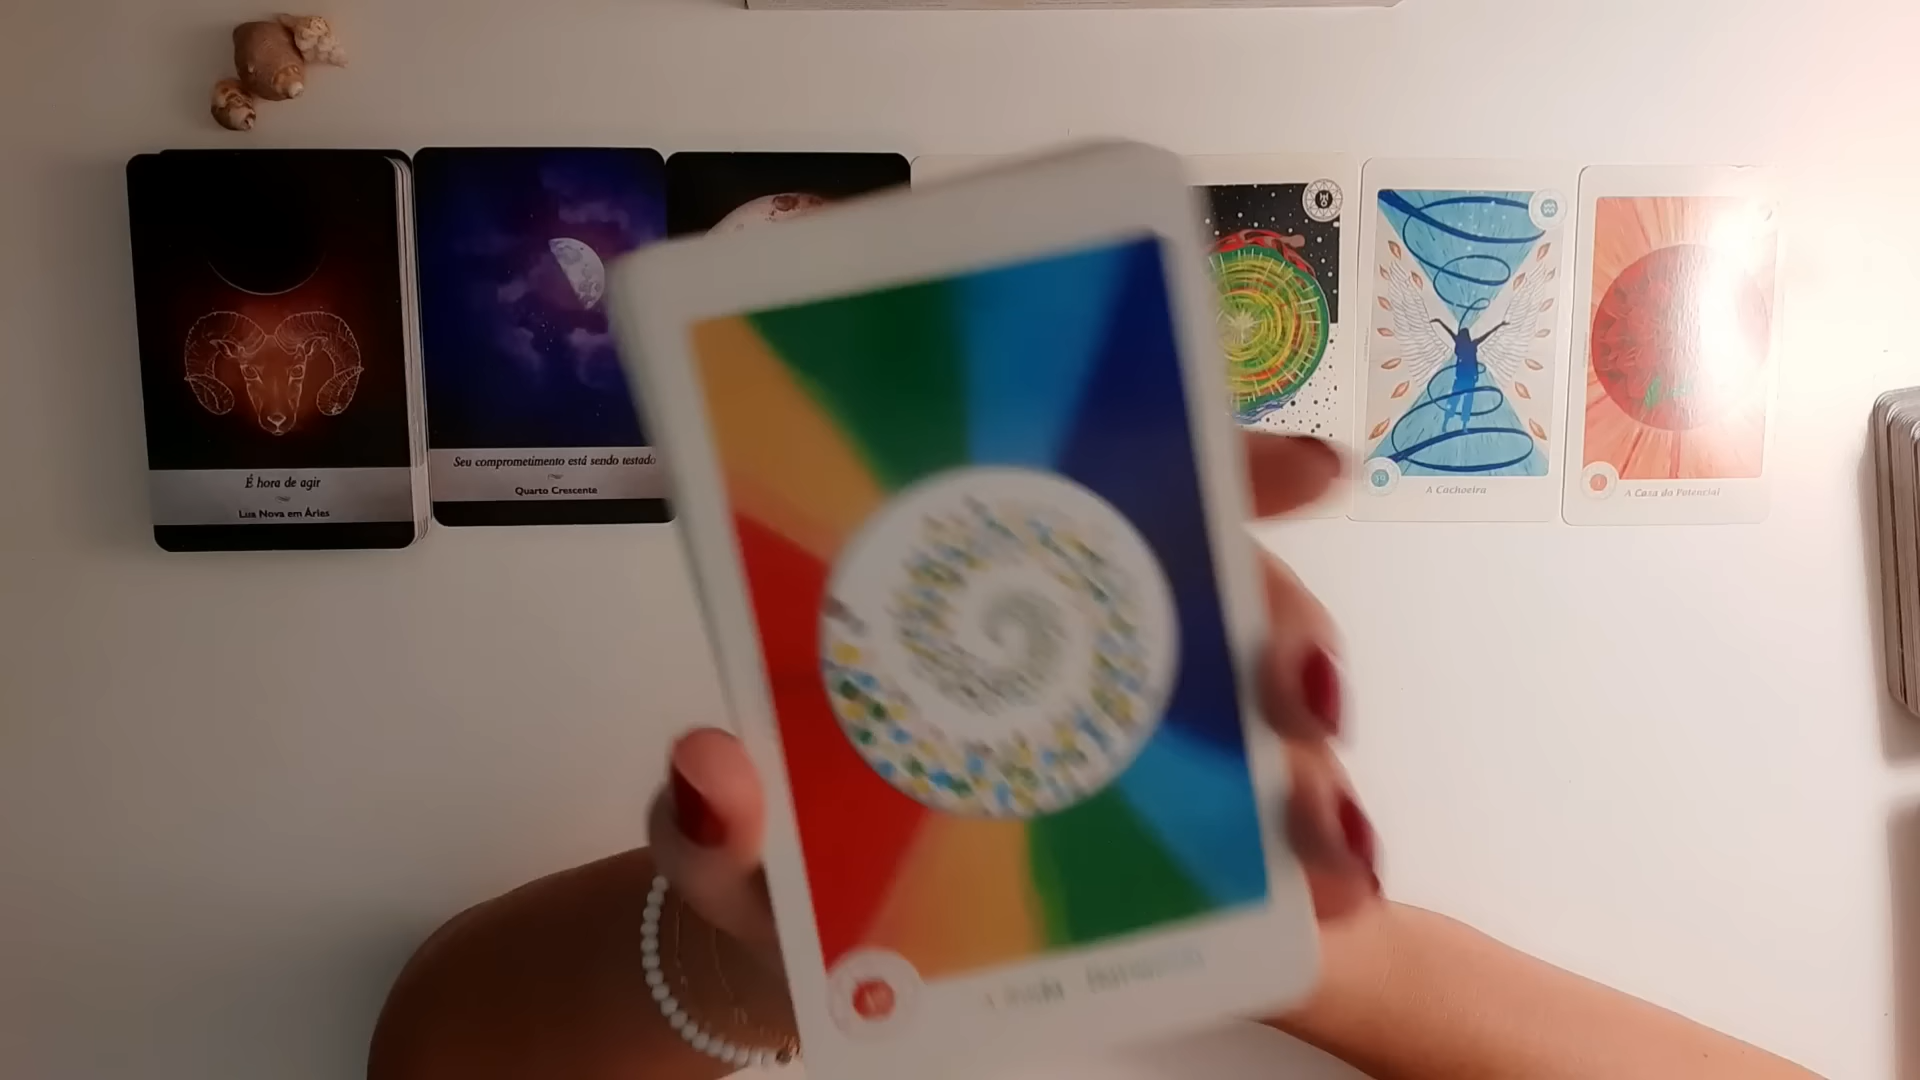 É hora de agir
Lua Nova em Áries
Seu comprometimento está sendo testado
Quarto Crescente
A Cachoeira
A Casa do Potencial